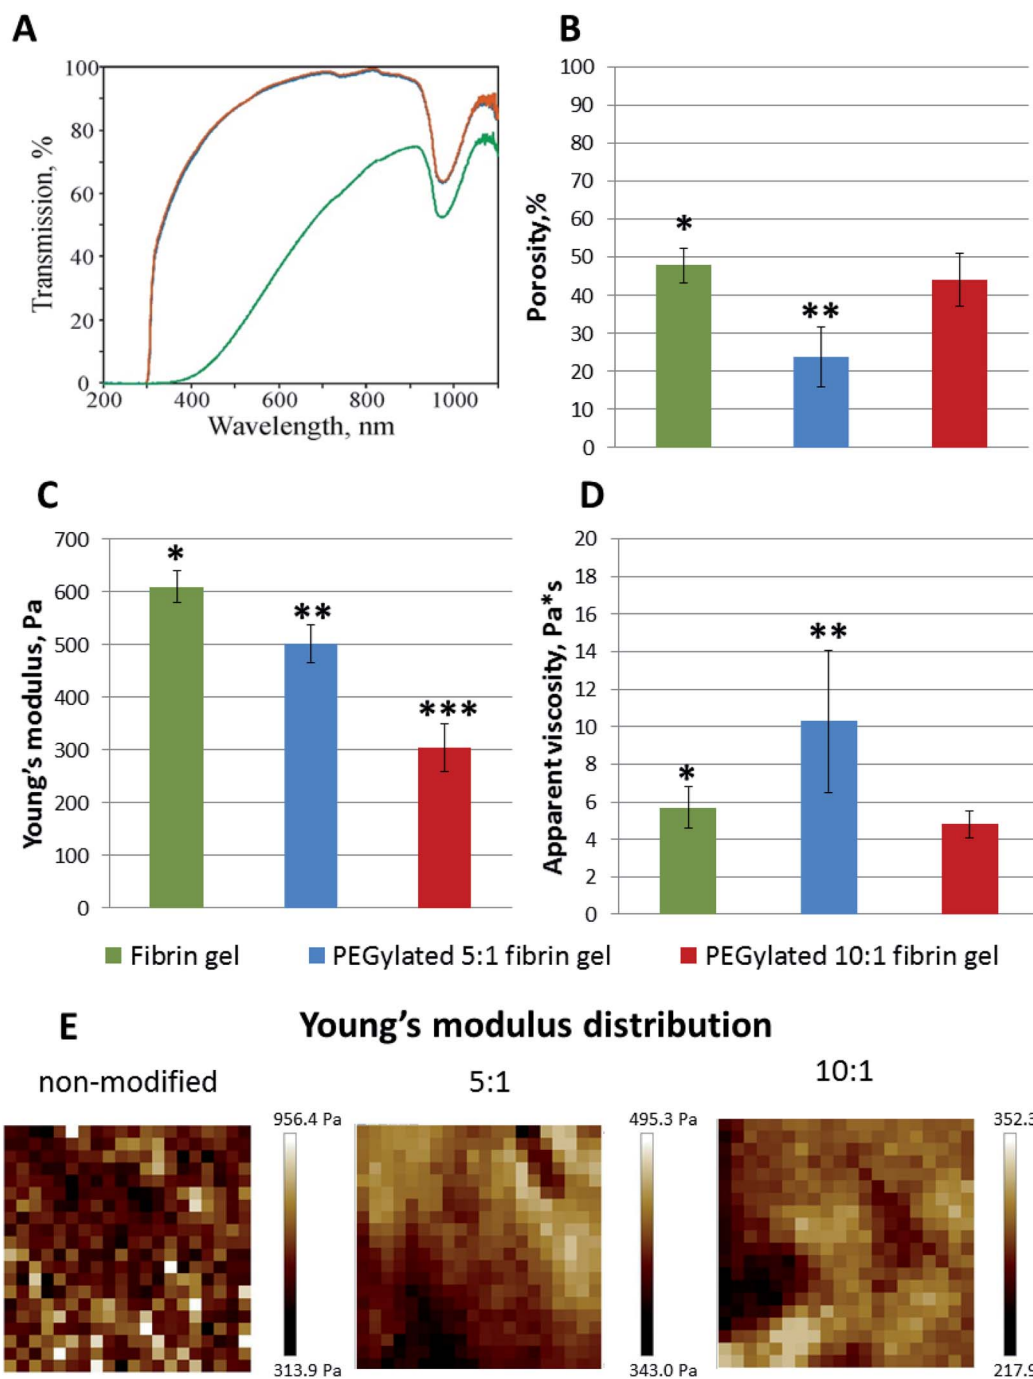 A
Transmission, %
100
80
60
40
20
0
200 400 600 800 1000
Wavelength, nm
B
Porosity,%
100
90
80
70
60
50
40
30
20
10
0
*
**
C
Young's modulus, Pa
700
600
500
400
300
200
100
0
*
**
***
D
Apparent viscosity, Pa*s
20
18
16
14
12
10
8
6
4
2
0
*
**
Fibrin gel PEGylated 5:1 fibrin gel PEGylated 10:1 fibrin gel
E Young's modulus distribution
non-modified 5:1 10:1
956.4 Pa 495.3 Pa 352.3
313.9 Pa 343.0 Pa 217.9